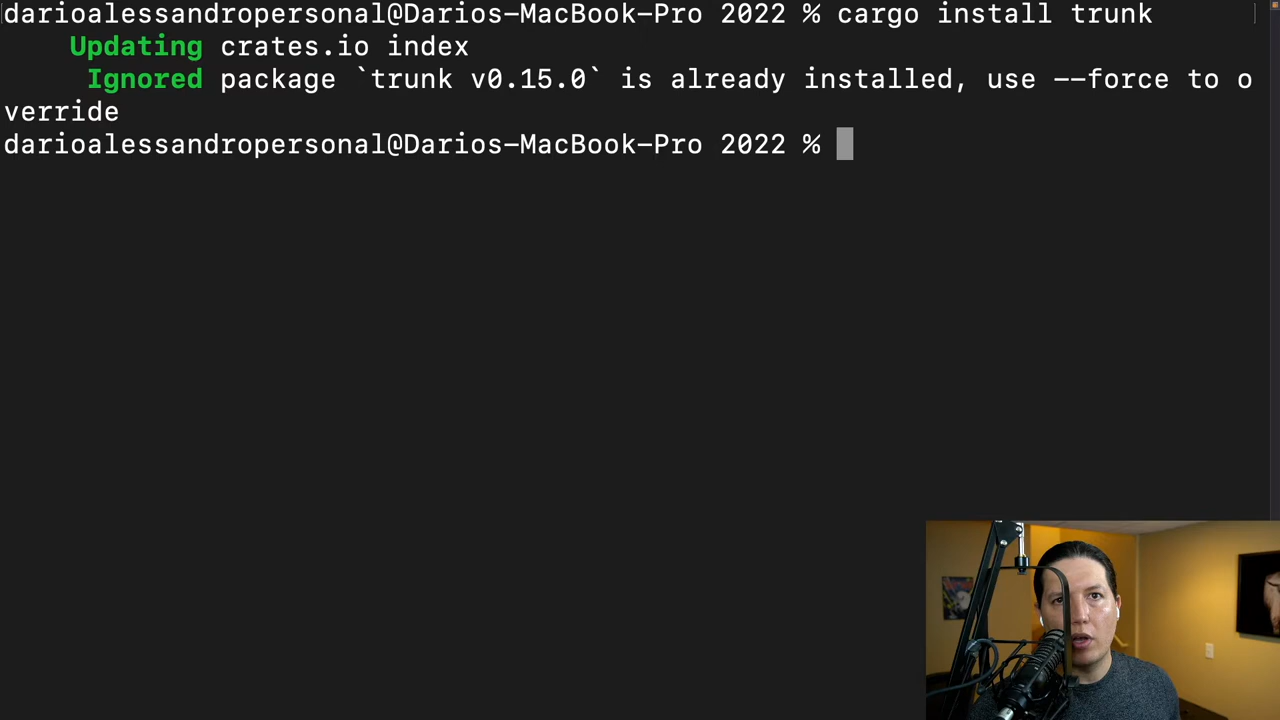 darioalessandropersonal@Darios-MacBook-Pro 2022 % cargo install trunk
Updating crates.io index
Ignored package `trunk v0.15.0` is already installed, use --force to o
verride
darioalessandropersonal@Darios-MacBook-Pro 2022 %